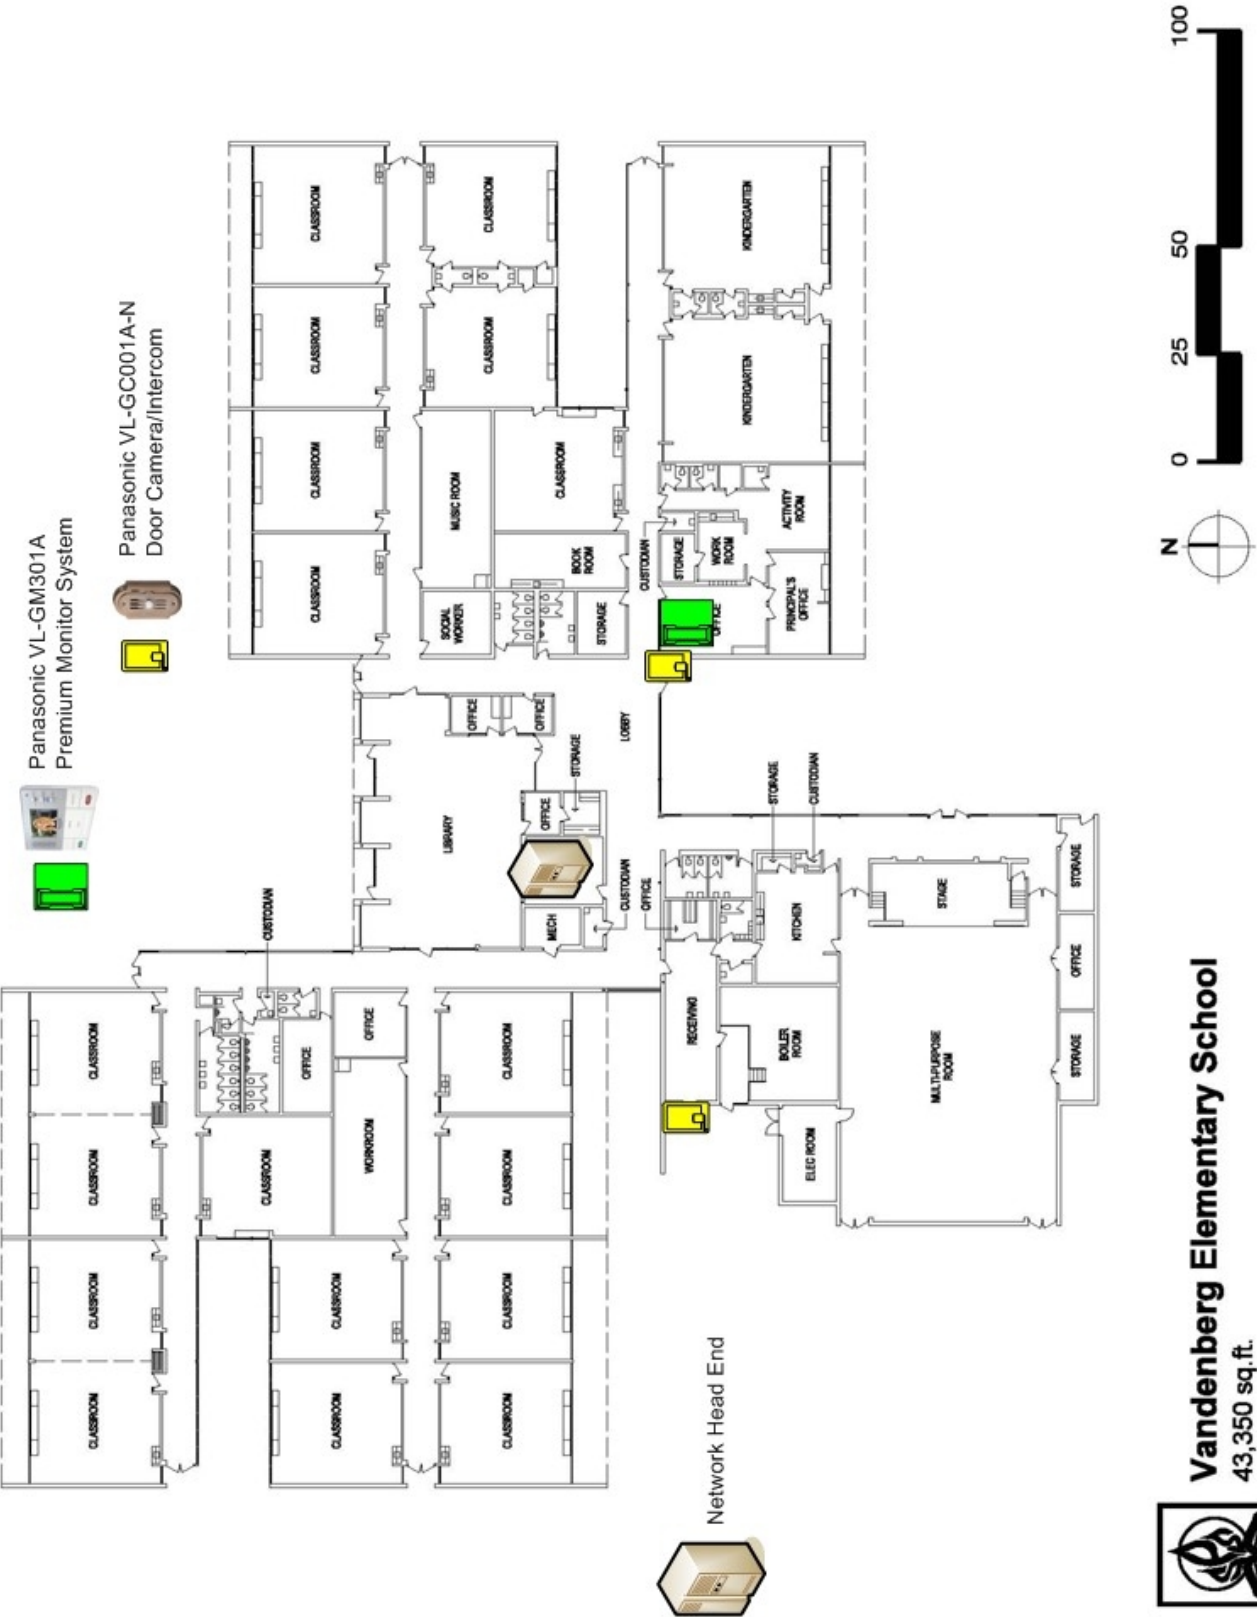 Panasonic VL-GM301A
Premium Monitor System
Panasonic VL-GC001A-N
Door Camera/Intercom
CLASSROOM
CLASSROOM
CLASSROOM
CLASSROOM
CUSTODIAN
CLASSROOM
OFFICE
CLASSROOM
CLASSROOM
CLASSROOM
CLASSROOM
CLASSROOM
CLASSROOM
WORKROOM
OFFICE
LIBRARY
SOCIAL
WORKER
MUSIC ROOM
CLASSROOM
CLASSROOM
OFFICE
OFFICE
CLASSROOM
CLASSROOM
CLASSROOM
CLASSROOM
MECH
OFFICE
STORAGE
STORAGE
BOOK
ROOM
CLASSROOM
CUSTODIAN
OFFICE
LOBBY
CUSTODIAN
STORAGE
WORK
ROOM
OFFICE
PRINCIPAL'S
OFFICE
ACTIVITY
ROOM
KINDERGARTEN
KINDERGARTEN
RECEIVING
BOILER
ROOM
KITCHEN
STORAGE
CUSTODIAN
ELEC ROOM
MULTI-PURPOSE
ROOM
STAGE
STORAGE
OFFICE
STORAGE
Network Head End
Vandenberg Elementary School
43,350 sq.ft.
N
0
25
50
100